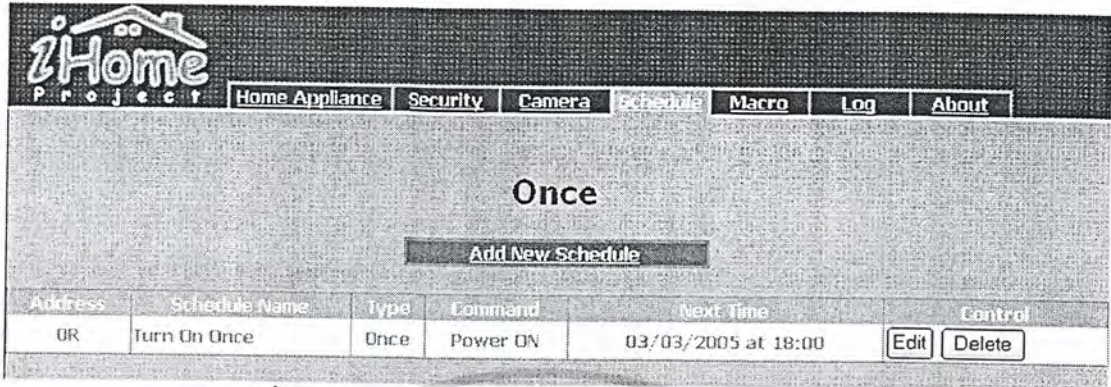 iHome
Project
Home Appliance Security Camera Schedule Macro Log About
Once
Add New Schedule
Address Schedule Name Type Command Next Time Control
0R Turn On Once Once Power ON 03/03/2005 at 18:00 Edit Delete